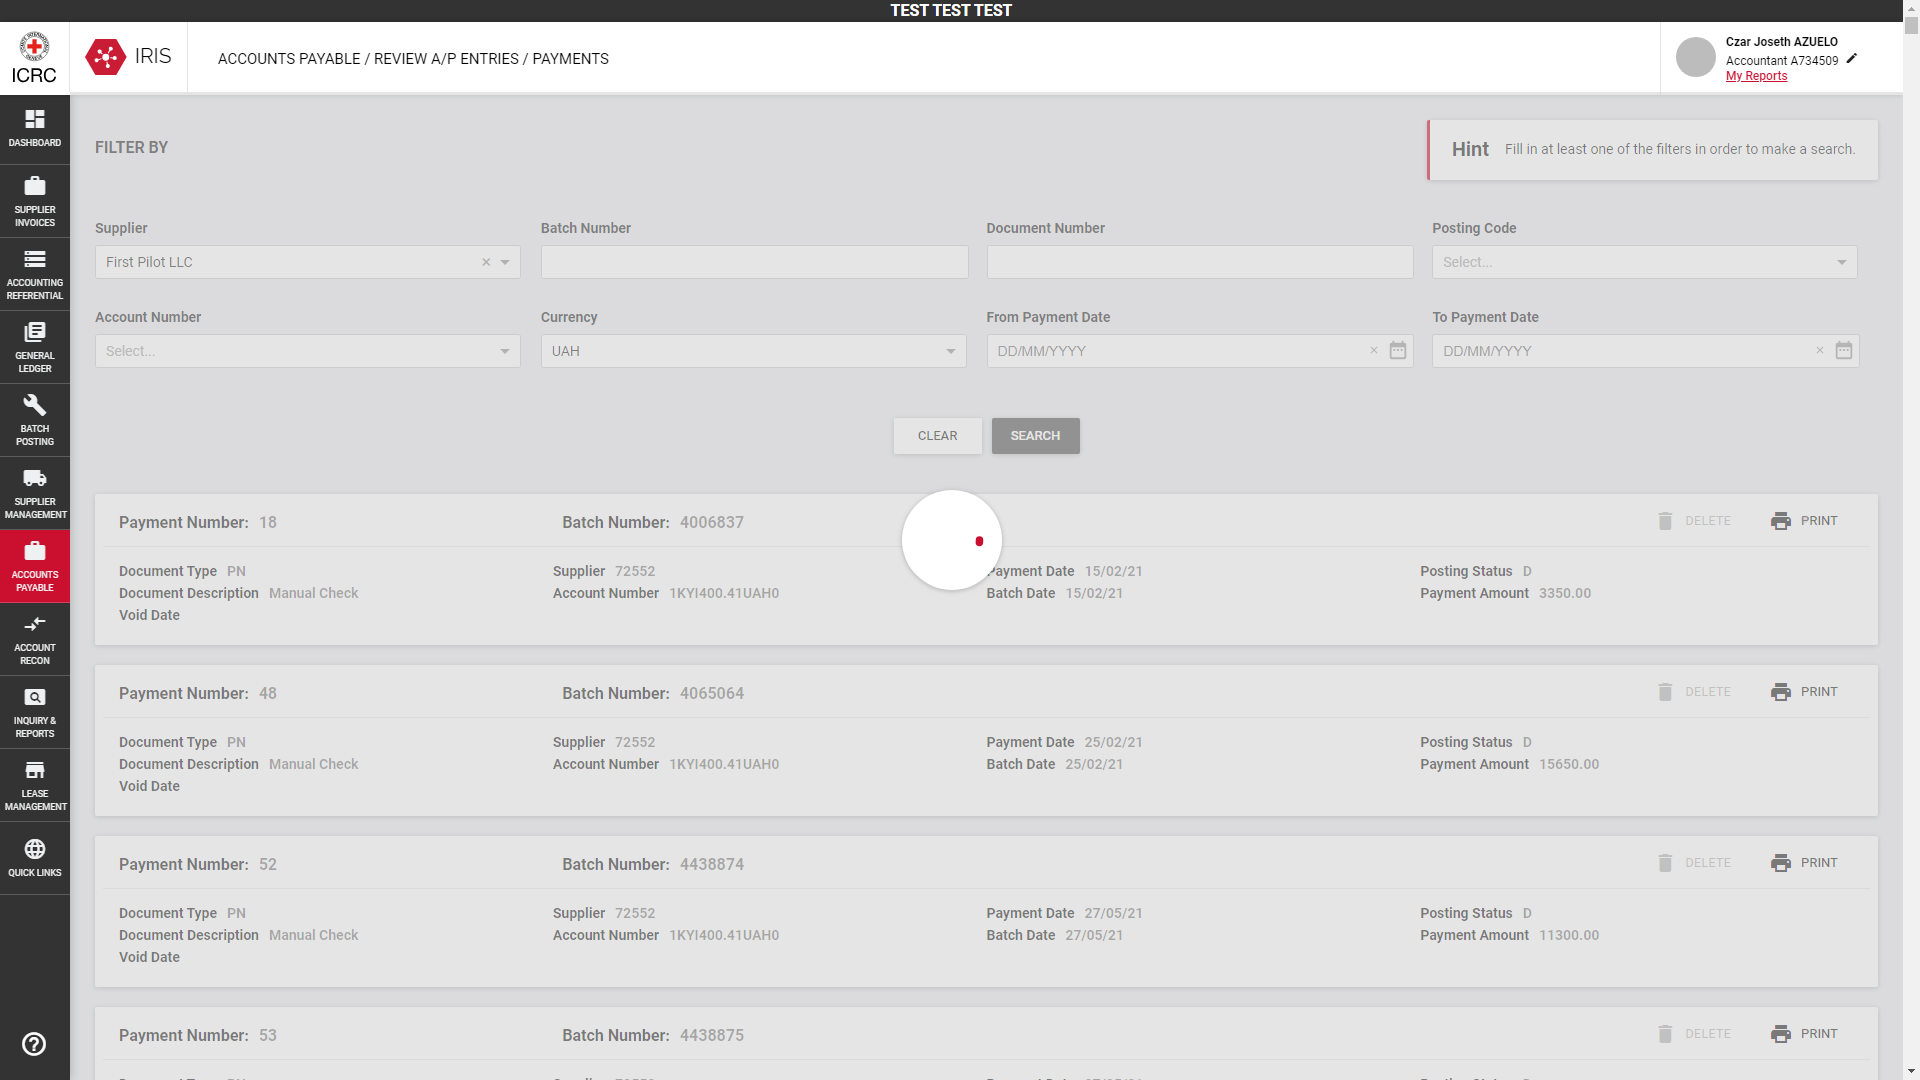 TEST TEST TEST
ICRC
IRIS
ACCOUNTS PAYABLE / REVIEW A/P ENTRIES / PAYMENTS
Czar Joseth AZUELO
Accountant A734509
My Reports
DASHBOARD
SUPPLIER
INVOICES
ACCOUNTING
REFERENTIAL
GENERAL
LEDGER
BATCH
POSTING
SUPPLIER
MANAGEMENT
ACCOUNTS
PAYABLE
ACCOUNT
RECON
INQUIRY &
REPORTS
LEASE
MANAGEMENT
QUICK LINKS
FILTER BY
Hint Fill in at least one of the filters in order to make a search.
Supplier Batch Number Document Number Posting Code
First Pilot LLC Select...
Account Number Currency From Payment Date To Payment Date
Select... UAH DD/MM/YYYY DD/MM/YYYY
CLEAR SEARCH
Payment Number: 18 Batch Number: 4006837 DELETE PRINT
Document Type PN Supplier 72552 Payment Date 15/02/21 Posting Status D
Document Description Manual Check Account Number 1KYI400.41UAH0 Batch Date 15/02/21 Payment Amount 3350.00
Void Date
Payment Number: 48 Batch Number: 4065064 DELETE PRINT
Document Type PN Supplier 72552 Payment Date 25/02/21 Posting Status D
Document Description Manual Check Account Number 1KYI400.41UAH0 Batch Date 25/02/21 Payment Amount 15650.00
Void Date
Payment Number: 52 Batch Number: 4438874 DELETE PRINT
Document Type PN Supplier 72552 Payment Date 27/05/21 Posting Status D
Document Description Manual Check Account Number 1KYI400.41UAH0 Batch Date 27/05/21 Payment Amount 11300.00
Void Date
Payment Number: 53 Batch Number: 4438875 DELETE PRINT